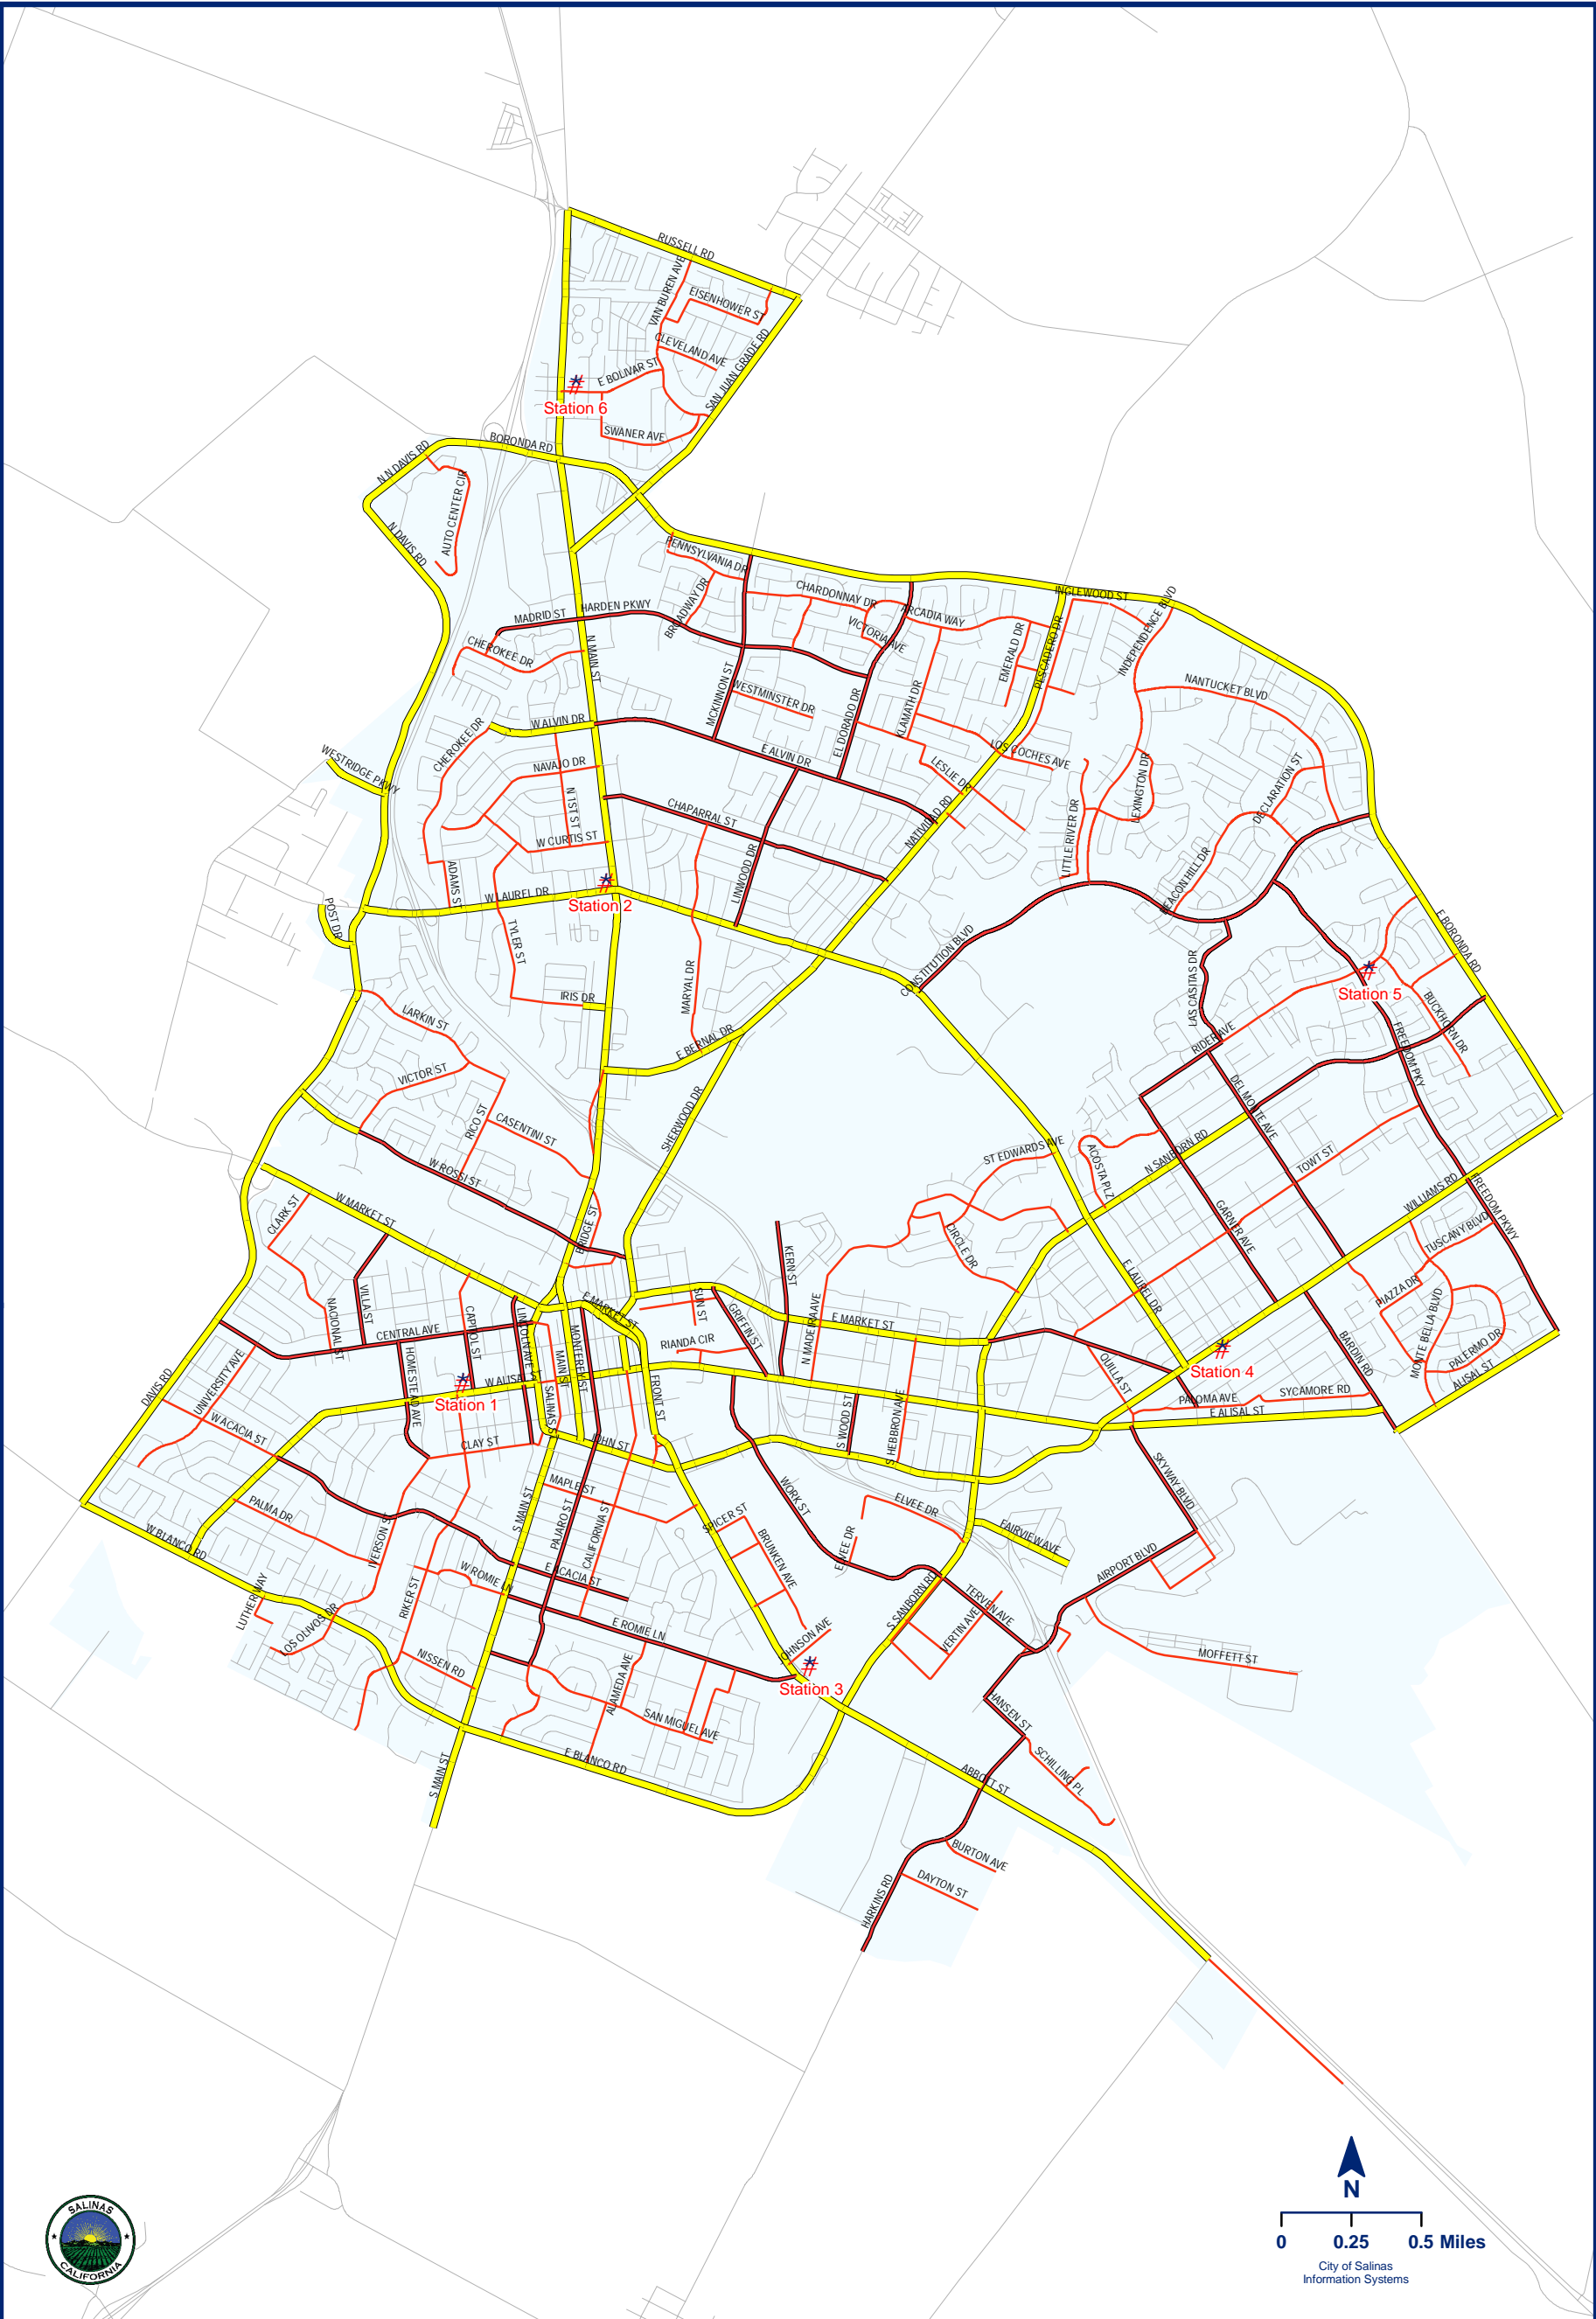 RUSSELL RD
VAN BUREN AVE
EISENHOWER ST
CLEVELAND AVE
SAN JUAN GRADE RD
E BOLIVAR ST
Station 6
SWANER AVE
BORONDA RD
N N DAVIS RD
AUTO CENTER CIR
N DAVIS RD
PENNSYLVANIA DR
BROADWAY DR
CHARDONNAY DR
ARCADIA WAY
VICTORIA AVE
INGLEWOOD ST
INDEPENDENCE BLVD
MADRID ST
HARDEN PKWY
CHEROKEE DR
N MAIN ST
EMERALD DR
PESCADERO DR
NANTUCKET BLVD
MCKINNON ST
WESTMINSTER DR
EL DORADO DR
KLAMATH DR
W ALVIN DR
CHEROKEE DR
E ALVIN DR
LOS COCHES AVE
LESLIE DR
WESTRIDGE PKWY
NAVAJO DR
N 1ST ST
CHAPARRAL ST
NATIVIDAD RD
LITTLE RIVER DR
LEXINGTON DR
DECLARATION ST
W CURTIS ST
ADAMS ST
LINWOOD DR
BEACON HILL DR
W LAUREL DR
Station 2
POST DR
TYLER ST
MARYAL DR
CONSTITUTION BLVD
LAS CASITAS DR
E BORONDA RD
Station 5
IRIS DR
LARKIN ST
BUCKHORN DR
RIDER AVE
E BERNAL DR
FREEDOM PKY
VICTOR ST
DEL MONTE AVE
RICO ST
CASENTINI ST
SHERWOOD DR
W ROSSI ST
ST EDWARDS AVE
ACOSTA PLZ
N SANBORN RD
TOWT ST
WILLIAMS RD
FREEDOM PKWY
CLARK ST
W MARKET ST
BRIDGE ST
KERN ST
CIRCLE DR
GARNER AVE
TUSCANY BLVD
E LAUREL DR
PIAZZA DR
VILLA ST
NACIONAL ST
CAPITOL ST
LINCOLN AVE
E MARKET ST
SUN ST
GRIFFIN ST
N MADEIRA AVE
E MARKET ST
MONTE BELLA BLVD
CENTRAL AVE
MAIN ST
MONTEREY ST
RIANDA CIR
BARDIN RD
PALERMO DR
ALISAL ST
UNIVERSITY AVE
HOMESTEAD AVE
Station 1
W ALISAL ST
SALINAS ST
FRONT ST
Station 4
QUILLA ST
PALOMA AVE
SYCAMORE RD
E ALISAL ST
DAVIS RD
W ACACIA ST
CLAY ST
JOHN ST
S WOOD ST
S HEBBRON AVE
SKYWAY BLVD
MAPLE ST
WORK ST
PALMA DR
S MAIN ST
PAJARO ST
CALIFORNIA ST
SPICER ST
ELVEE DR
ELVEE DR
FAIRVIEW AVE
W BLANCO RD
IVERSON ST
BRUNKEN AVE
AIRPORT BLVD
LUTHER WAY
RIKER ST
W ROMIE LN
E ACACIA ST
S SANBORN RD
TERVEN AVE
VERTIN AVE
OS OLIVOS DR
E ROMIE LN
JOHNSON AVE
NISSEN RD
ALAMEDA AVE
Station 3
MOFFETT ST
SAN MIGUEL AVE
HANSEN ST
S MAIN ST
E BLANCO RD
ABBOTT ST
SCHILLING PL
BURTON AVE
DAYTON ST
HARKINS RD
N
0 0.25 0.5 Miles
City of Salinas
Information Systems
SALINAS
CALIFORNIA